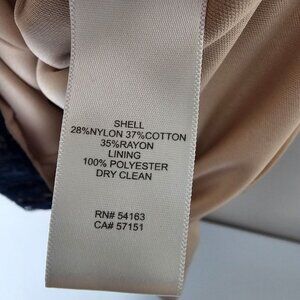 SHELL
28%NYLON 37%COTTON
35%RAYON
LINING
100% POLYESTER
DRY CLEAN
RN# 54163
CA# 57151